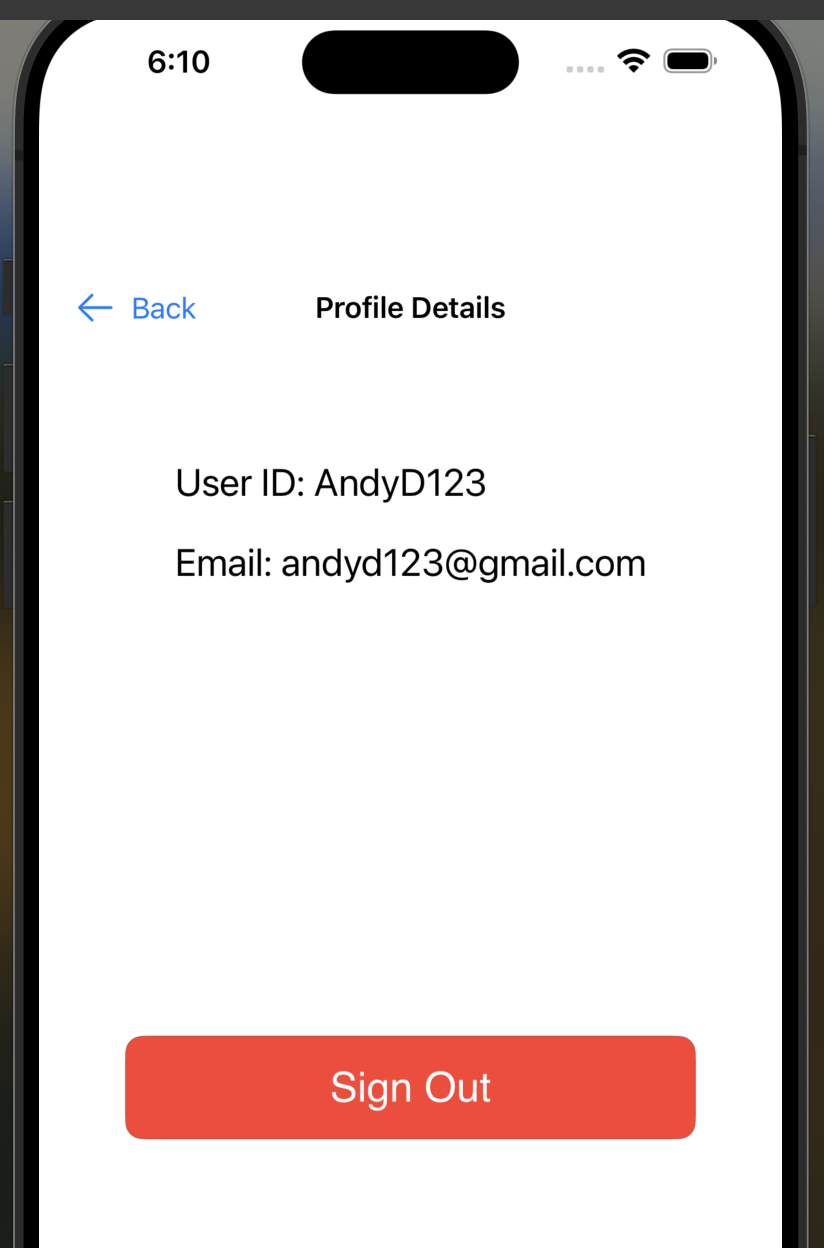 6:10
Back
Profile Details
User ID: AndyD123
Email: andyd123@gmail.com
Sign Out